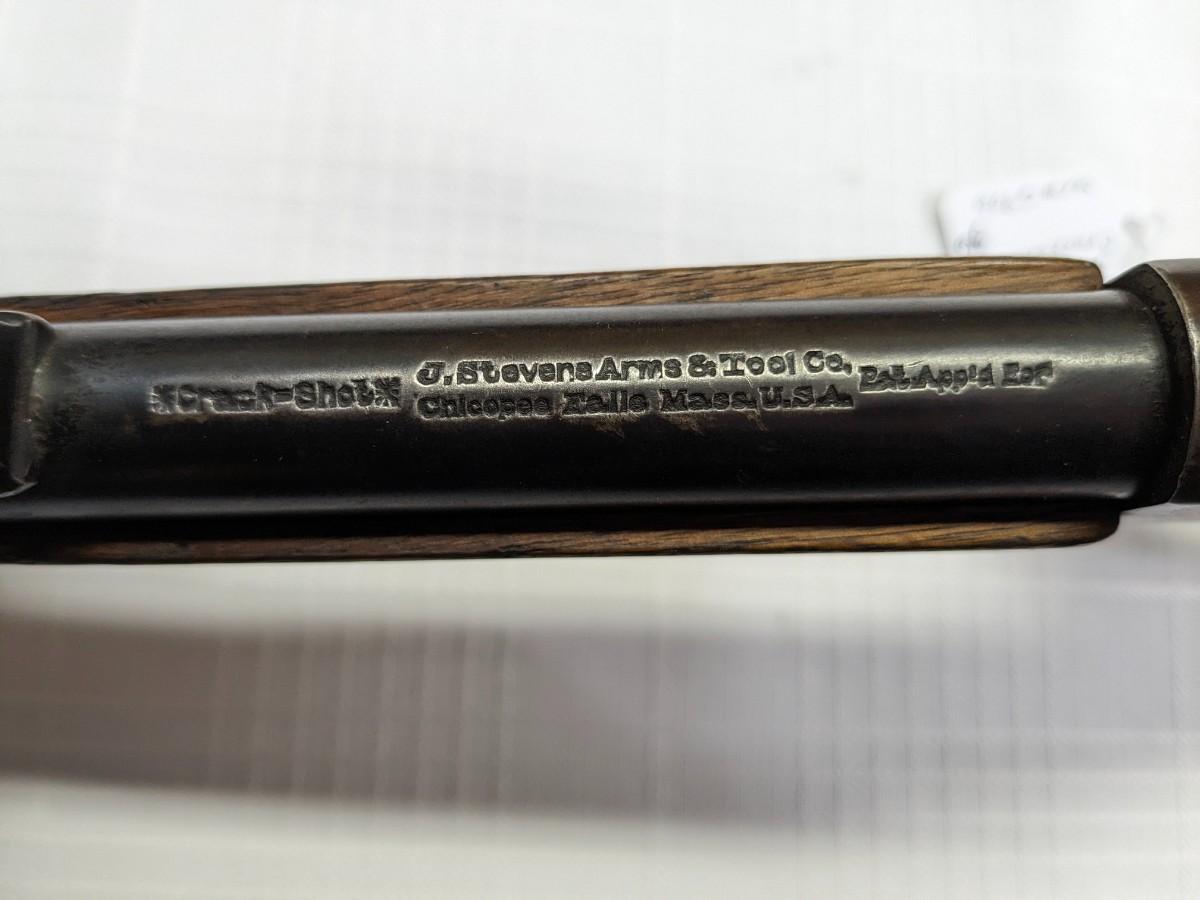 *Crack-Shot*
J. Stevens Arms & Tool Co.
Chicopee Falls Mass. U.S.A.
Pat. App'd For